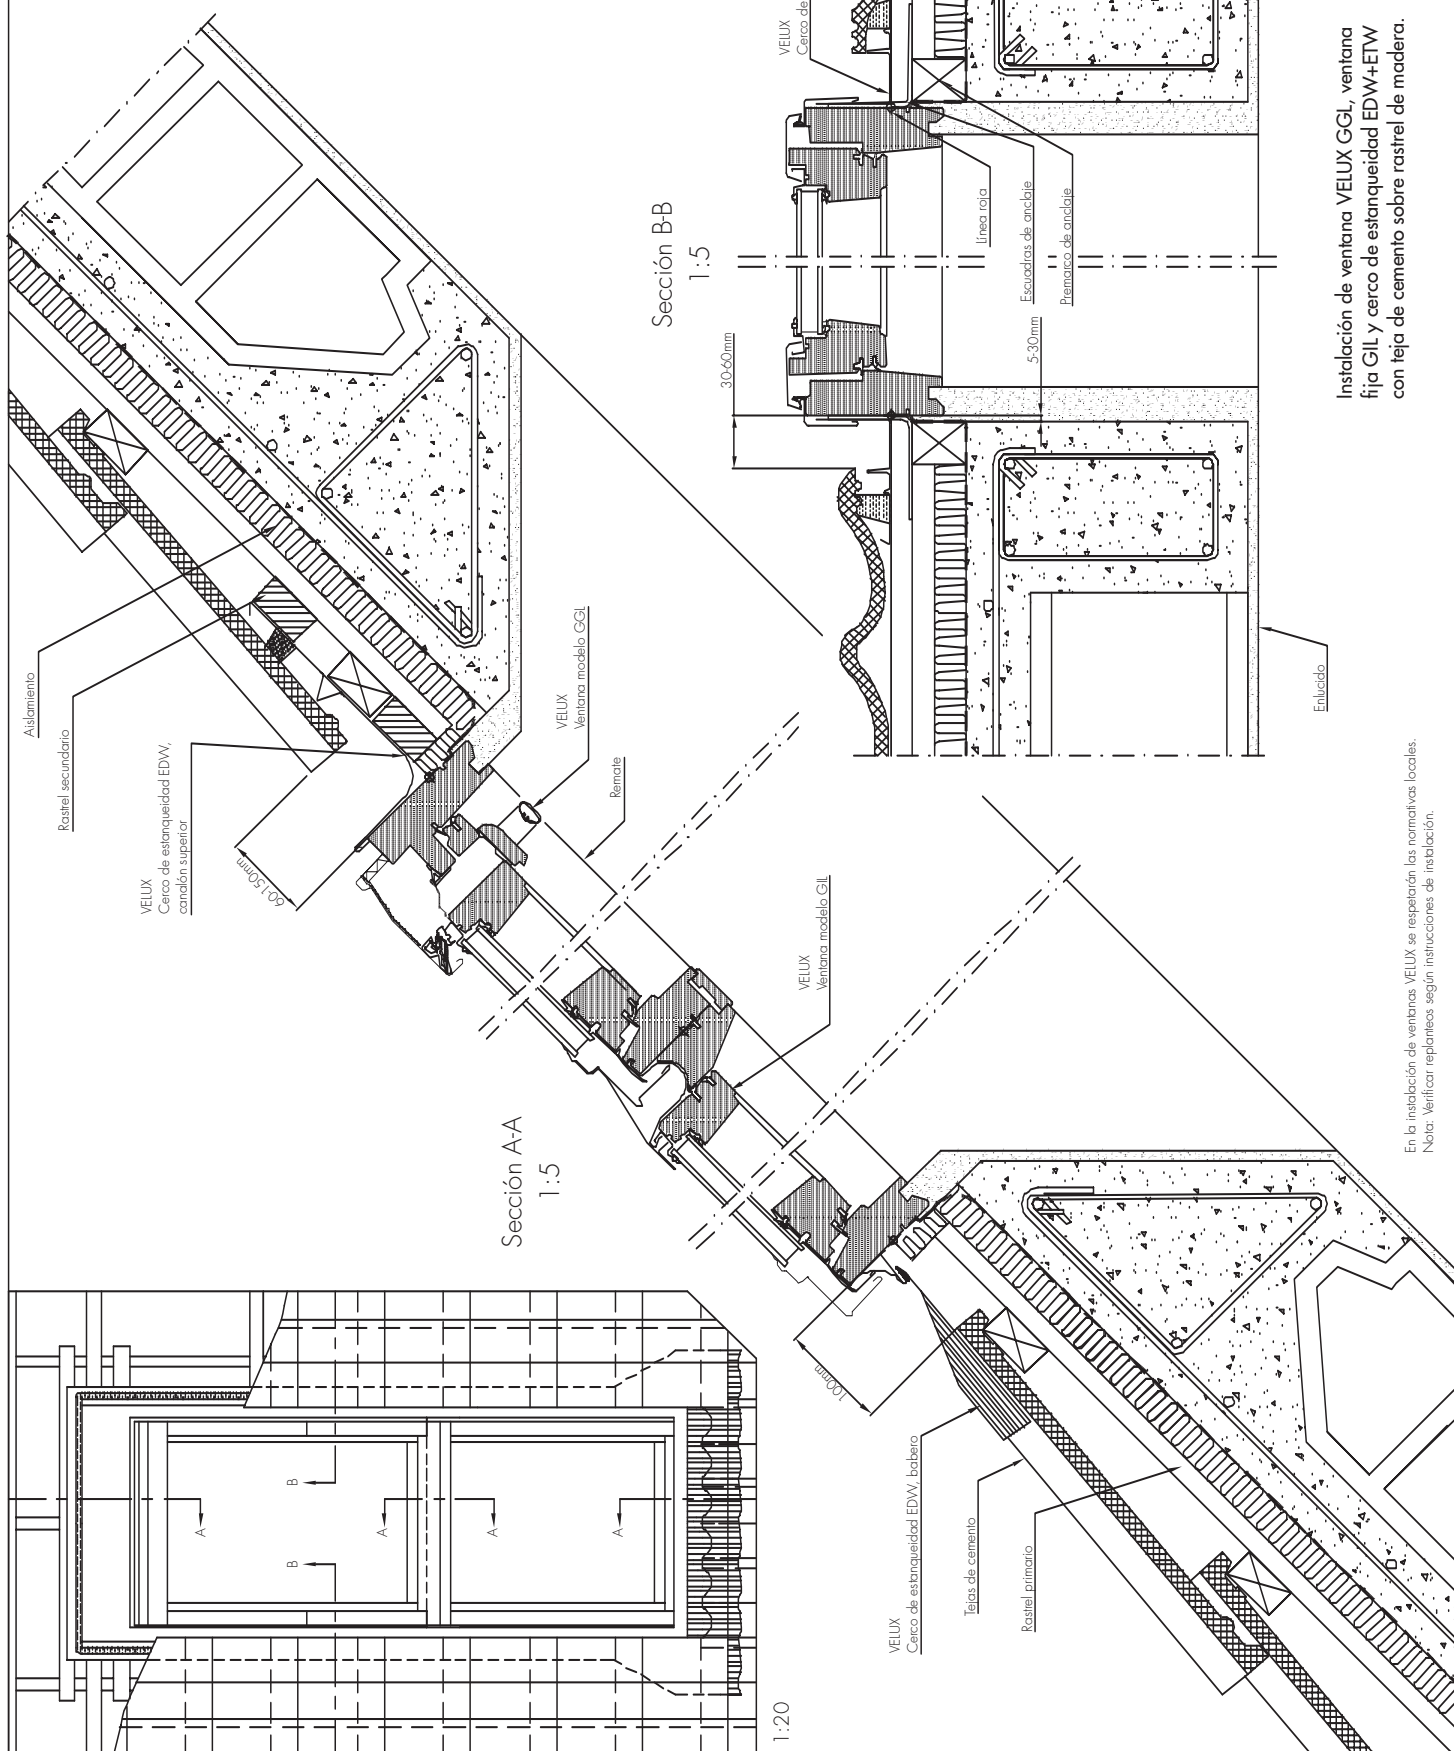 Aislamiento
Rastrel secundario
VELUX
Cerco de estanqueidad EDW,
canalón superior
60-150mm
VELUX
Ventana modelo GGL
Remate
VELUX
Ventana modelo GIL
Sección A-A
1:5
100mm
VELUX
Cerco de estanqueidad EDW, babero
Tejas de cemento
Rastrel primario
A
A
A
A
B
B
1:20
Sección B-B
1:5
VELUX
Cerco de
30-60mm
5-30mm
Línea roja
Escuadras de anclaje
Premarco de anclaje
Enlucido
Instalación de ventana VELUX GGL, ventana
fija GIL y cerco de estanqueidad EDW+ETW
con teja de cemento sobre rastrel de madera.
En la instalación de ventanas VELUX se respetarán las normativas locales.
Nota: Verificar replanteos según instrucciones de instalación.